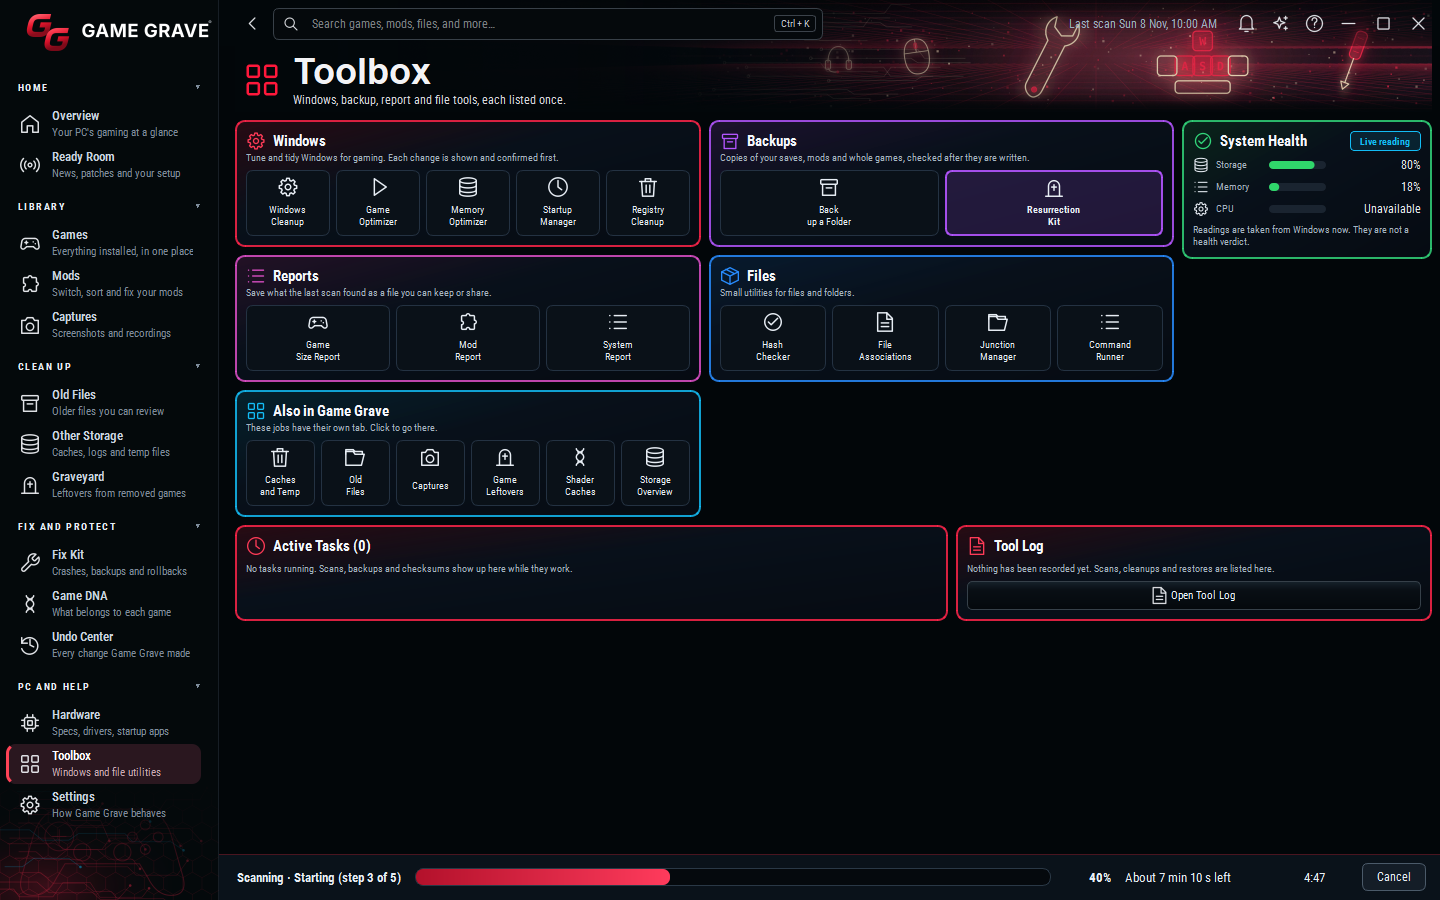 GAME GRAVE
Search games, mods, files, and more...
Ctrl + K
Last scan Sun 8 Nov, 10:00 AM
Toolbox
Windows, backup, report and file tools, each listed once.
HOME
Overview
Your PC's gaming at a glance
Ready Room
News, patches and your setup
LIBRARY
Games
Everything installed, in one place
Mods
Switch, sort and fix your mods
Captures
Screenshots and recordings
CLEAN UP
Old Files
Older files you can review
Other Storage
Caches, logs and temp files
Graveyard
Leftovers from removed games
FIX AND PROTECT
Fix Kit
Crashes, backups and rollbacks
Game DNA
What belongs to each game
Undo Center
Every change Game Grave made
PC AND HELP
Hardware
Specs, drivers, startup apps
Toolbox
Windows and file utilities
Settings
How Game Grave behaves
Windows
Tune and tidy Windows for gaming. Each change is shown and confirmed first.
Windows
Cleanup
Game
Optimizer
Memory
Optimizer
Startup
Manager
Registry
Cleanup
Backups
Copies of your saves, mods and whole games, checked after they are written.
Back
up a Folder
Resurrection
Kit
System Health
Live reading
Storage 80%
Memory 18%
CPU Unavailable
Readings are taken from Windows now. They are not a
health verdict.
Reports
Save what the last scan found as a file you can keep or share.
Game
Size Report
Mod
Report
System
Report
Files
Small utilities for files and folders.
Hash
Checker
File
Associations
Junction
Manager
Command
Runner
Also in Game Grave
These jobs have their own tab. Click to go there.
Caches
and Temp
Old
Files
Captures
Game
Leftovers
Shader
Caches
Storage
Overview
Active Tasks (0)
No tasks running. Scans, backups and checksums show up here while they work.
Tool Log
Nothing has been recorded yet. Scans, cleanups and restores are listed here.
Open Tool Log
Scanning · Starting (step 3 of 5)
40% About 7 min 10 s left
4:47
Cancel